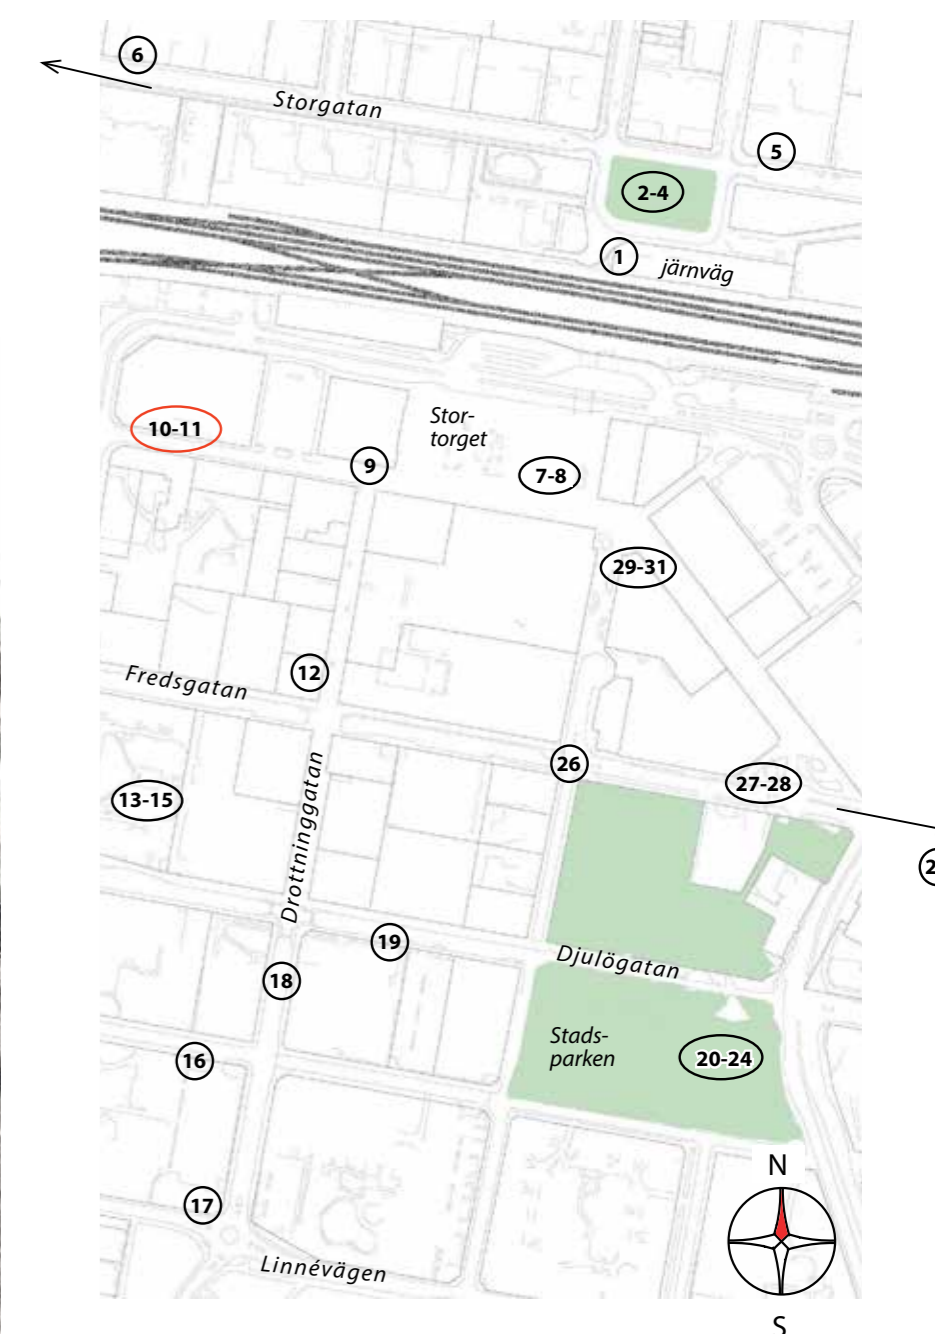 6
Storgatan
5
2-4
1
järnväg
Stor-
torget
10-11
9
7-8
29-31
12
Fredsgatan
26
27-28
13-15
Drottninggatan
2
19
Djulögatan
18
Stads-
parken
20-24
16
N
17
Linnévägen
S